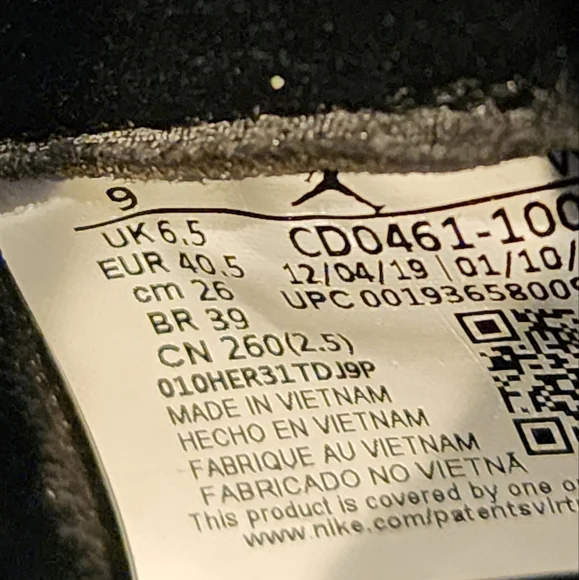 9
UK 6.5
EUR 40.5
cm 26
BR 39
CN 260(2.5)
010HER31TDJ9P
CD0461-100
12/04/19 \ 01/10/
UPC 00193658009
MADE IN VIETNAM
HECHO EN VIETNAM
FABRIQUE AU VIETNAM
FABRICADO NO VIETNÃ
This product is covered by one o
www.nike.com/patentsvirt